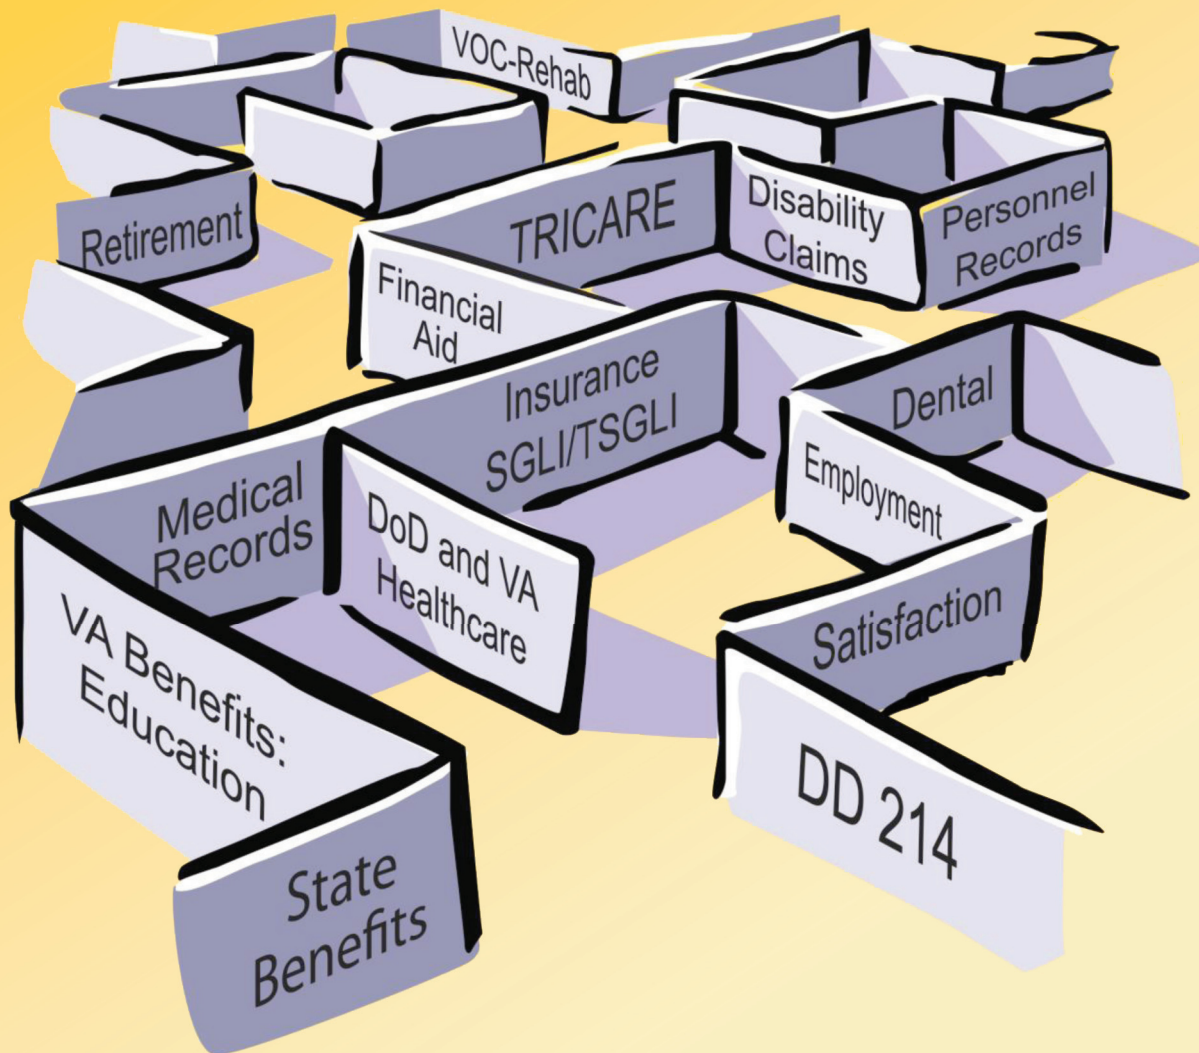 VOC-Rehab
Retirement
TRICARE
Disability
Claims
Personnel
Records
Financial
Aid
Insurance
SGLI/TSGLI
Dental
Medical
Records
DoD and VA
Healthcare
Employment
Satisfaction
VA Benefits:
Education
DD 214
State
Benefits